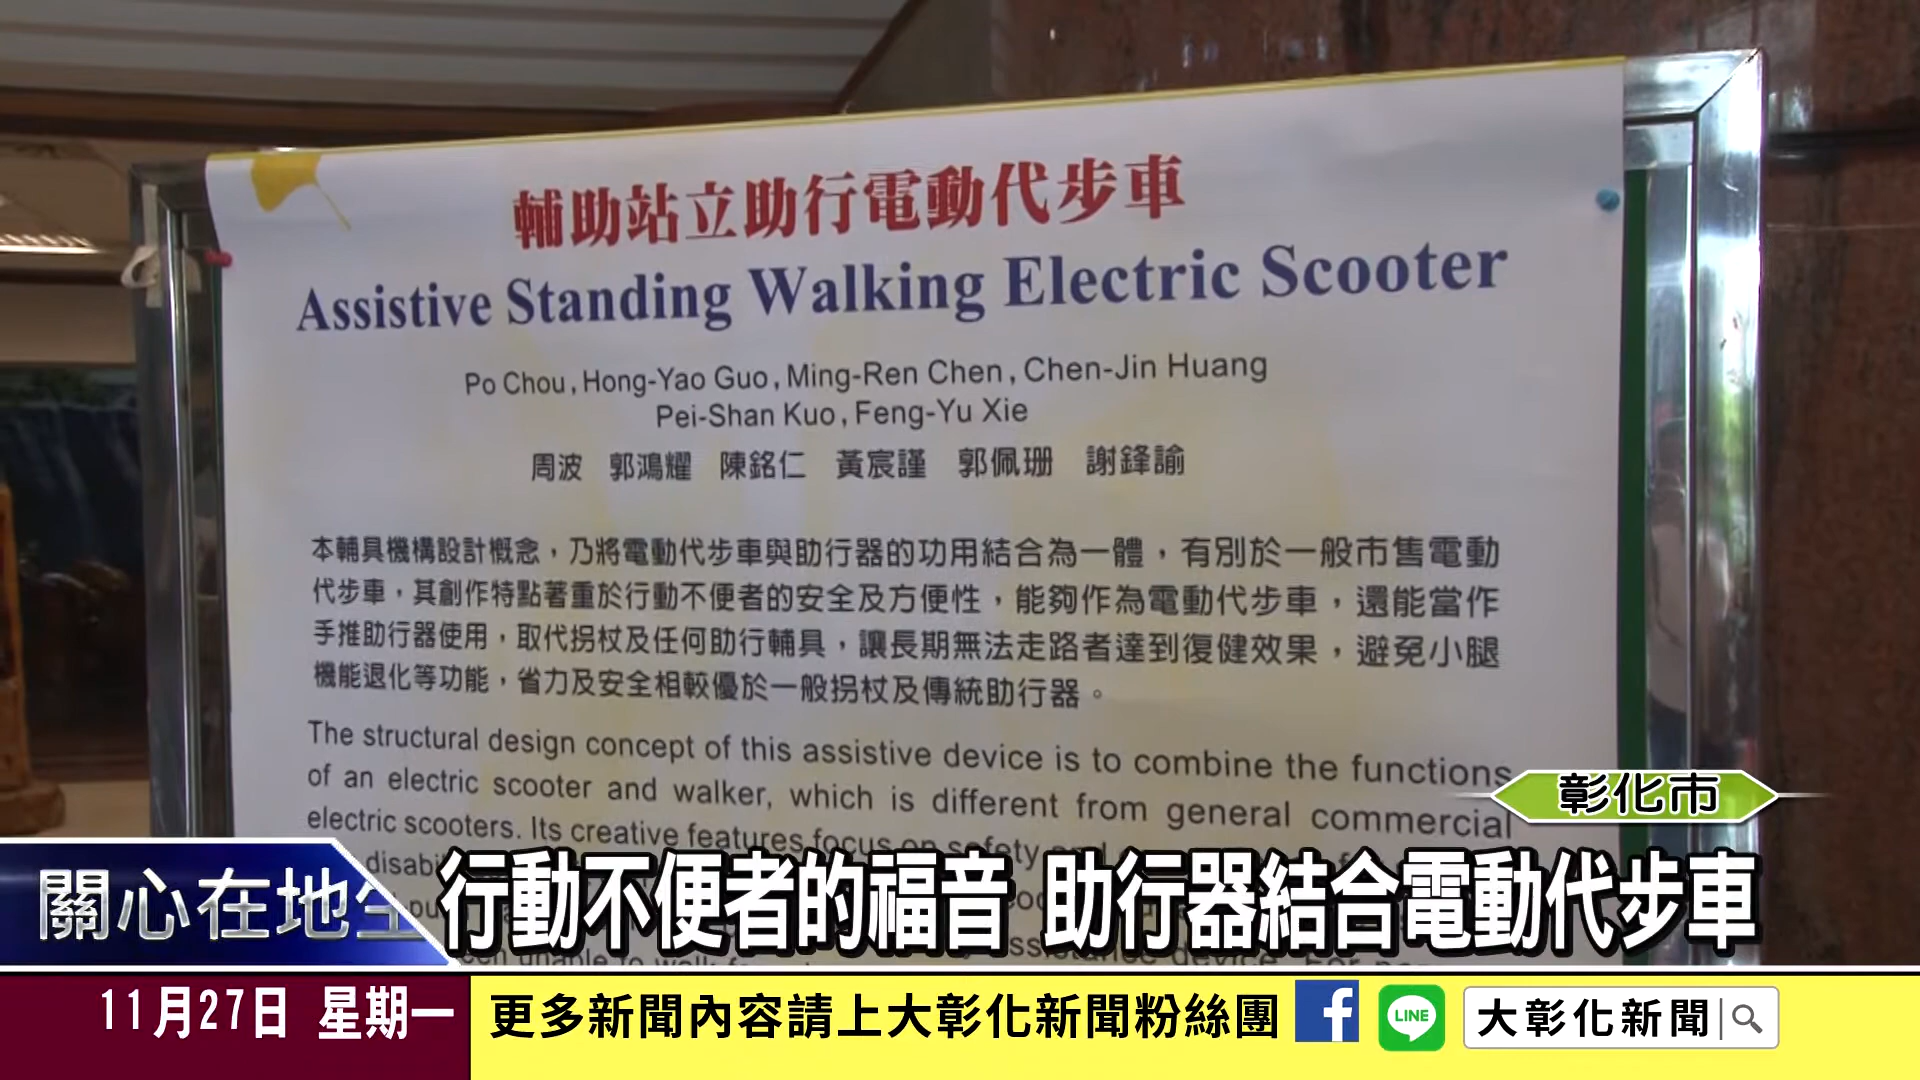 輔助站立助行電動代步車
Assistive Standing Walking Electric Scooter
Po Chou, Hong-Yao Guo, Ming-Ren Chen, Chen-Jin Huang
Pei-Shan Kuo, Feng-Yu Xie
周波 郭鴻耀 陳銘仁 黃宸謹 郭佩珊 謝鋒諭
本輔具機構設計概念，乃將電動代步車與助行器的功用結合為一體，有別於一般市售電動
代步車，其創作特點著重於行動不便者的安全及方便性，能夠作為電動代步車，還能當作
手推助行器使用，取代拐杖及任何助行輔具，讓長期無法走路者達到復健效果，避免小腿
機能退化等功能，省力及安全相較優於一般拐杖及傳統助行器。
The structural design concept of this assistive device is to combine the functions
of an electric scooter and walker, which is different from general commercial
electric scooters. Its creative features focus on safety
彰化市
關心在地生
行動不便者的福音 助行器結合電動代步車
11月27日 星期一
更多新聞內容請上大彰化新聞粉絲團
LINE
大彰化新聞